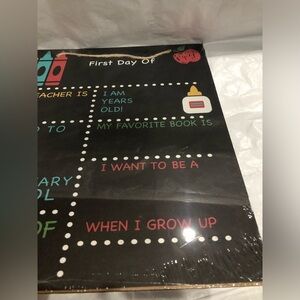 First Day Of
EACHER IS
I AM
YEARS
OLD!
TO
MY FAVORITE BOOK IS
I WANT TO BE A
ARY
OL
OF
WHEN I GROW UP